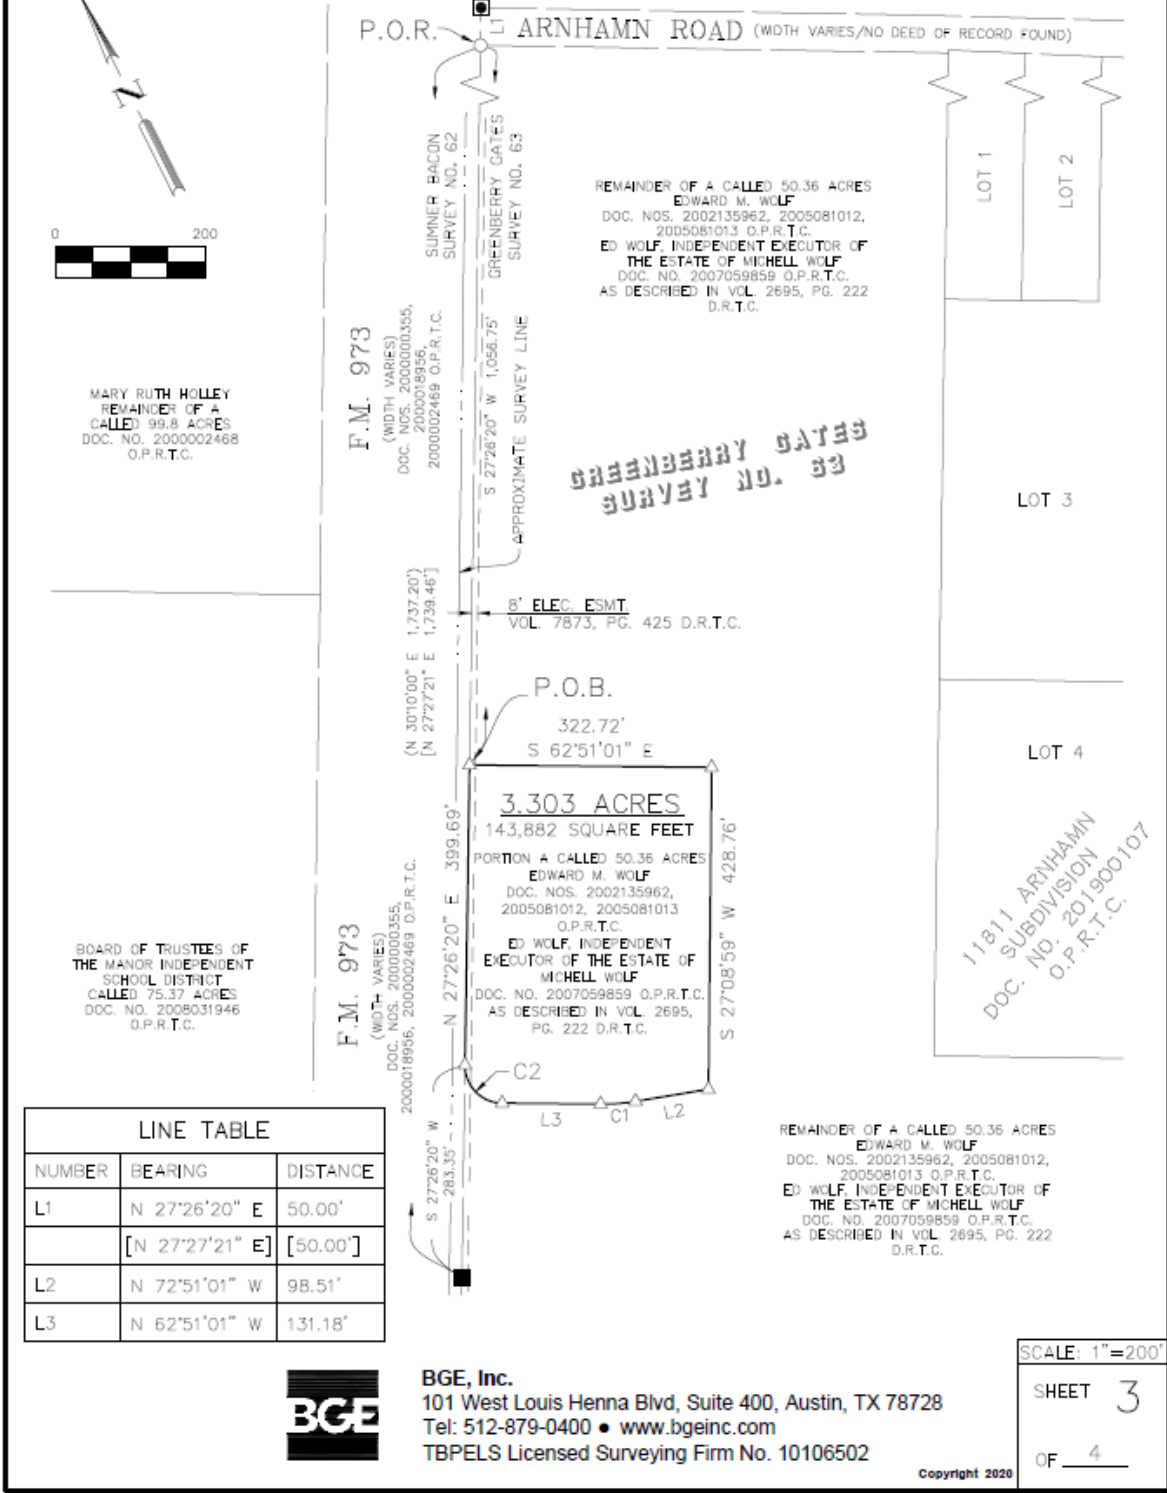 P.O.R.
L1
ARNHAMN ROAD (WIDTH VARIES/NO DEED OF RECORD FOUND)
N
0 200
SUMNER BACON
SURVEY NO. 62
GREENBERRY GATES
SURVEY NO. 63
REMAINDER OF A CALLED 50.36 ACRES
EDWARD M. WOLF
DOC. NOS. 2002135962, 2005081012,
2005081013 O.P.R.T.C.
ED WOLF, INDEPENDENT EXECUTOR OF
THE ESTATE OF MICHELL WOLF
DOC. NO. 2007059859 O.P.R.T.C.
AS DESCRIBED IN VOL. 2695, PG. 222
D.R.T.C.
LOT 1
LOT 2
F.M. 973
(WIDTH VARIES)
DOC. NOS. 2000000355,
2000018956,
2000002469 O.P.R.T.C.
S 27°26'20" W 1,056.75'
APPROXIMATE SURVEY LINE
MARY RUTH HOLLEY
REMAINDER OF A
CALLED 99.8 ACRES
DOC. NO. 2000002468
O.P.R.T.C.
GREENBERRY GATES
SURVEY NO. 63
LOT 3
(N 30°10'00" E 1,737.20')
[N 27°27'21" E 1,739.46']
8' ELEC. ESMT.
VOL. 7873, PG. 425 D.R.T.C.
P.O.B.
322.72'
S 62°51'01" E
LOT 4
3.303 ACRES
143,882 SQUARE FEET
PORTION A CALLED 50.36 ACRES
EDWARD M. WOLF
DOC. NOS. 2002135962,
2005081012, 2005081013
O.P.R.T.C.
ED WOLF, INDEPENDENT
EXECUTOR OF THE ESTATE OF
MICHELL WOLF
DOC. NO. 2007059859 O.P.R.T.C.
AS DESCRIBED IN VOL. 2695,
PG. 222 D.R.T.C.
N 27°26'20" E 399.69'
S 27°08'59" W 428.76'
11811 ARNHAMN
SUBDIVISION
DOC. NO. 201900107
O.P.R.T.C.
BOARD OF TRUSTEES OF
THE MANOR INDEPENDENT
SCHOOL DISTRICT
CALLED 75.37 ACRES
DOC. NO. 2008031946
O.P.R.T.C.
F.M. 973
(WIDTH VARIES)
DOC. NOS. 2000000355,
2000018956, 2000002469 O.P.R.T.C.
C2
L3
C1
L2
S 27°26'20" W
283.35'
REMAINDER OF A CALLED 50.36 ACRES
EDWARD M. WOLF
DOC. NOS. 2002135962, 2005081012,
2005081013 O.P.R.T.C.
ED WOLF, INDEPENDENT EXECUTOR OF
THE ESTATE OF MICHELL WOLF
DOC. NO. 2007059859 O.P.R.T.C.
AS DESCRIBED IN VOL. 2695, PG. 222
D.R.T.C.
LINE TABLE
NUMBER BEARING DISTANCE
L1 N 27°26'20" E 50.00'
[N 27°27'21" E] [50.00']
L2 N 72°51'01" W 98.51'
L3 N 62°51'01" W 131.18'
BGE
BGE, Inc.
101 West Louis Henna Blvd, Suite 400, Austin, TX 78728
Tel: 512-879-0400 ● www.bgeinc.com
TBPELS Licensed Surveying Firm No. 10106502
Copyright 2020
SCALE: 1"=200'
SHEET 3
OF 4